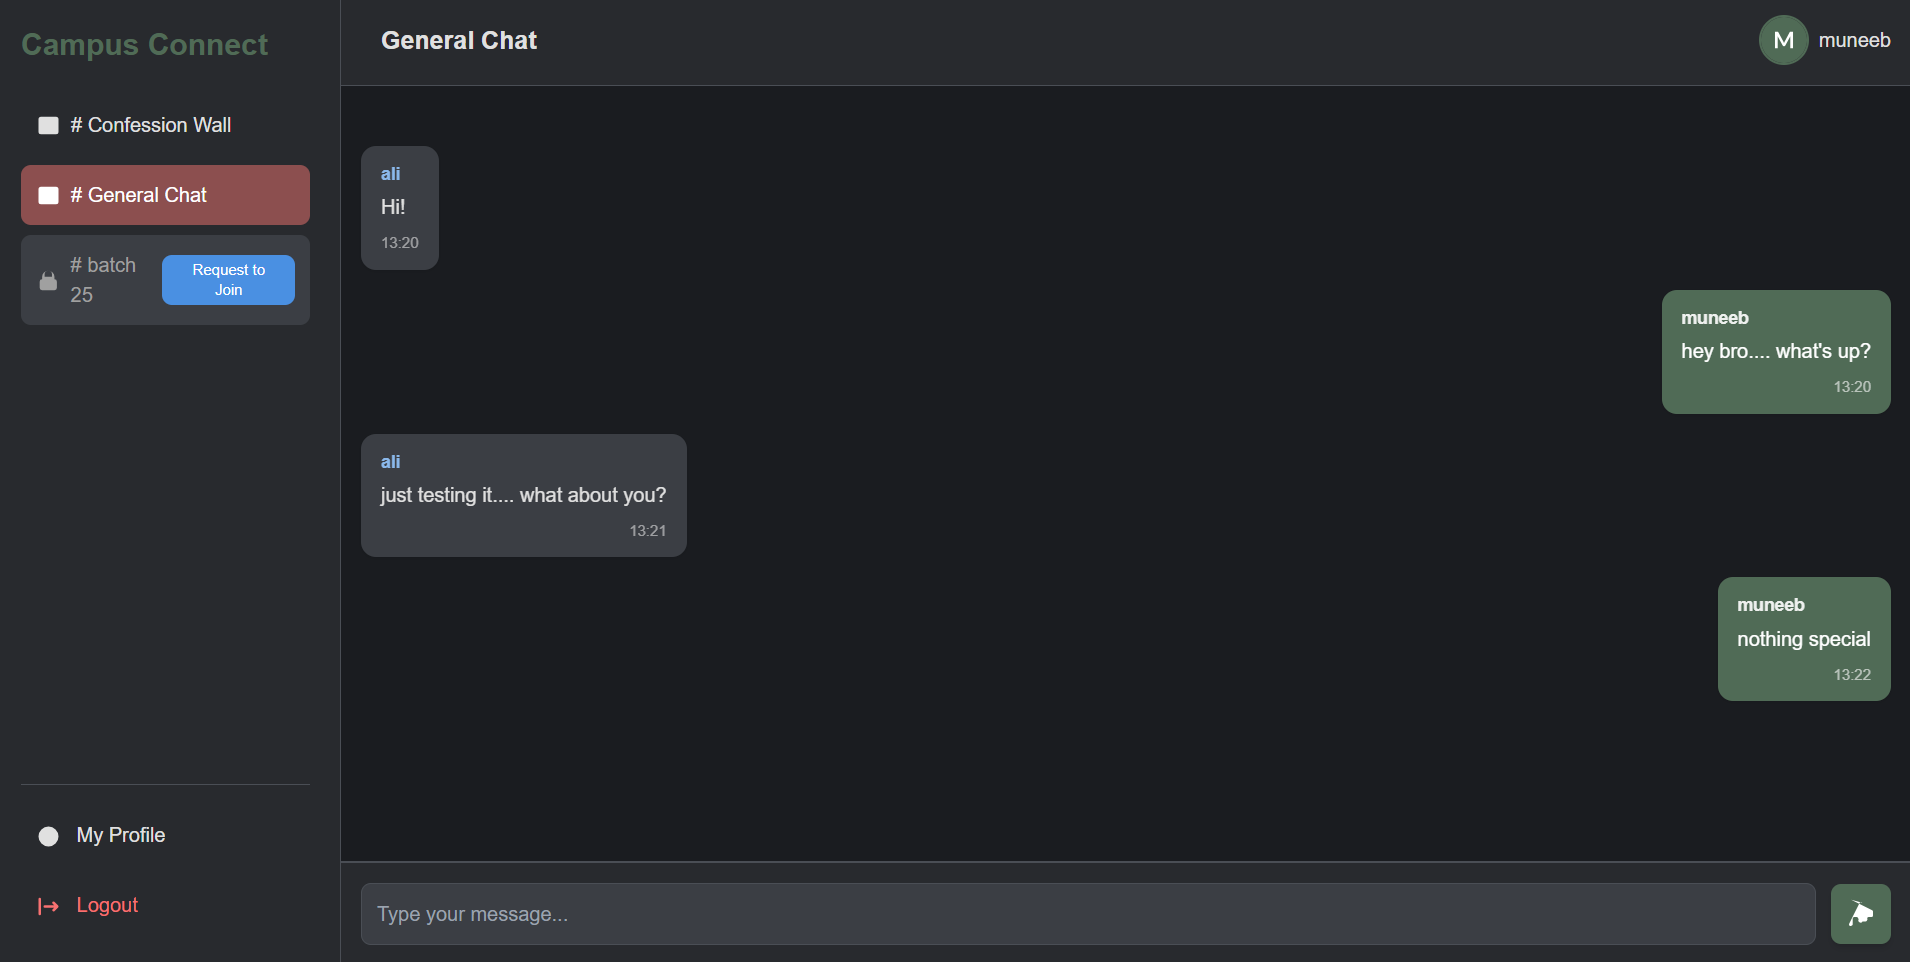 Campus Connect
# Confession Wall
# General Chat
# batch
25
Request to
Join
My Profile
Logout
General Chat
M
muneeb
ali
Hi!
13:20
muneeb
hey bro.... what's up?
13:20
ali
just testing it.... what about you?
13:21
muneeb
nothing special
13:22
Type your message...